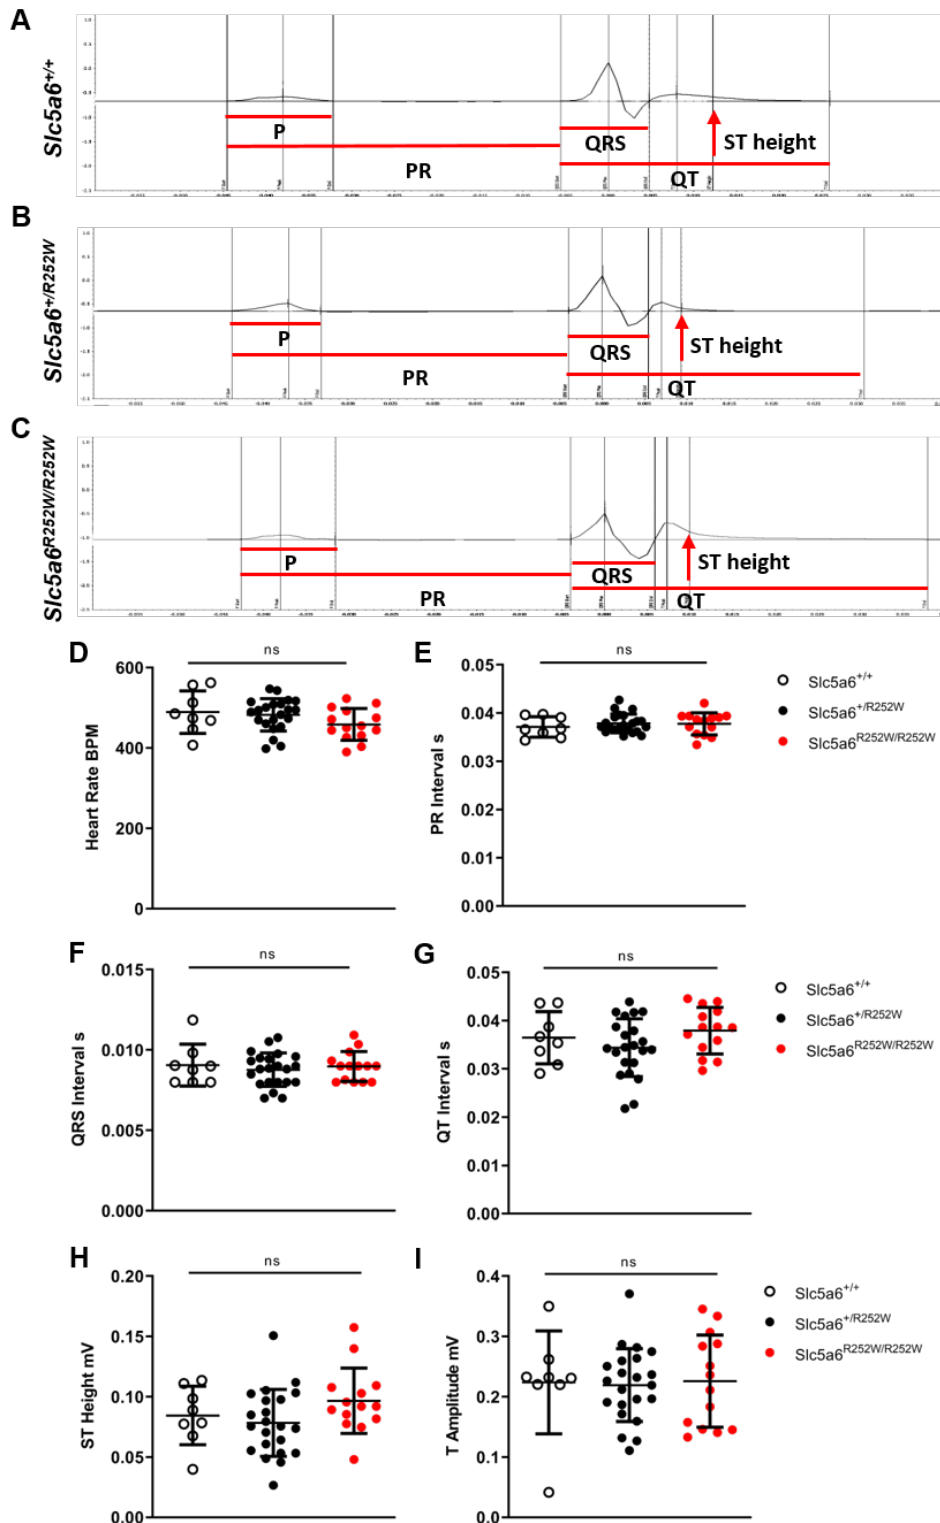 A
Slc5a6+/+
P
PR
QRS
QT
ST height
B
Slc5a6+/R252W
P
PR
QRS
QT
ST height
C
Slc5a6R252W/R252W
P
PR
QRS
QT
ST height
D
ns
Heart Rate BPM
600
400
200
0
E
ns
PR Interval s
0.05
0.04
0.03
0.02
0.01
0.00
Slc5a6+/+
Slc5a6+/R252W
Slc5a6R252W/R252W
F
ns
QRS Interval s
0.015
0.010
0.005
0.000
G
ns
QT Interval s
0.05
0.04
0.03
0.02
0.01
0.00
Slc5a6+/+
Slc5a6+/R252W
Slc5a6R252W/R252W
H
ns
ST Height mV
0.20
0.15
0.10
0.05
0.00
I
ns
T Amplitude mV
0.4
0.3
0.2
0.1
0.0
Slc5a6+/+
Slc5a6+/R252W
Slc5a6R252W/R252W